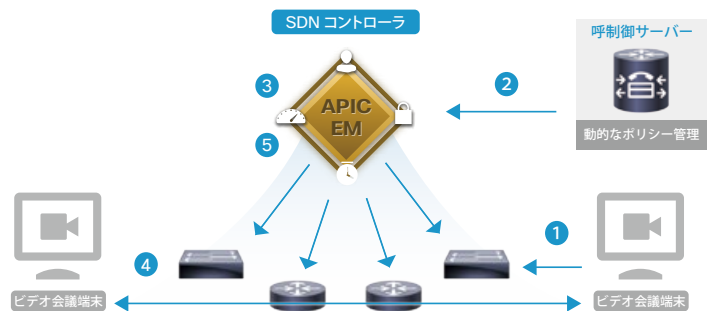 SDN コントローラ
呼制御サーバー
動的なポリシー管理
2
3
APIC
EM
5
1
4
ビデオ会議端末
ビデオ会議端末